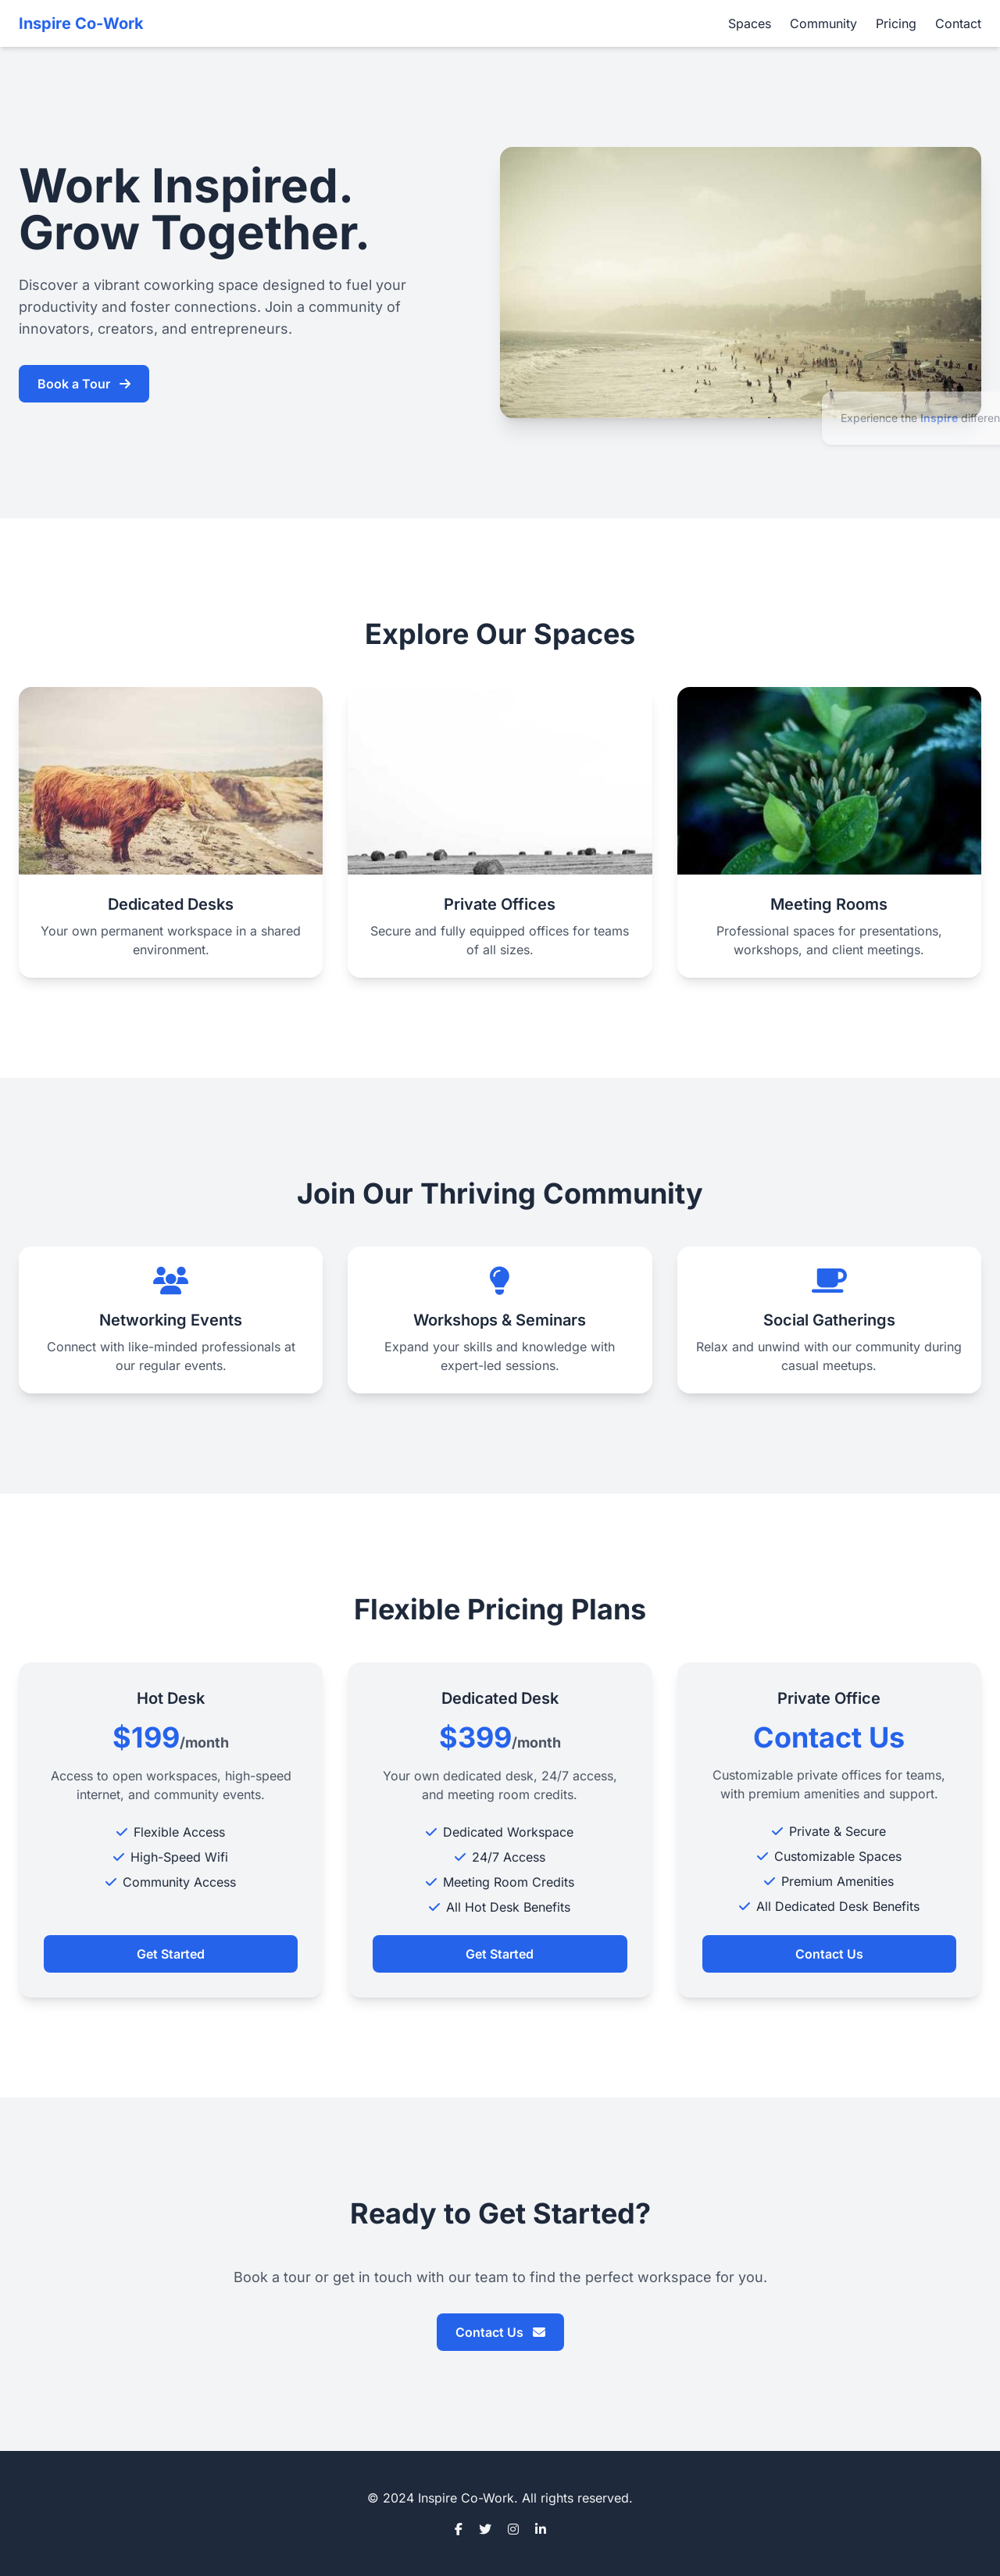 Inspire Co-Work
Spaces Community Pricing Contact
Work Inspired.
Grow Together.
Discover a vibrant coworking space designed to fuel your
productivity and foster connections. Join a community of
innovators, creators, and entrepreneurs.
Book a Tour
Experience the Inspire differen
Explore Our Spaces
Dedicated Desks
Your own permanent workspace in a shared
environment.
Private Offices
Secure and fully equipped offices for teams
of all sizes.
Meeting Rooms
Professional spaces for presentations,
workshops, and client meetings.
Join Our Thriving Community
Networking Events
Connect with like-minded professionals at
our regular events.
Workshops & Seminars
Expand your skills and knowledge with
expert-led sessions.
Social Gatherings
Relax and unwind with our community during
casual meetups.
Flexible Pricing Plans
Hot Desk
$199/month
Access to open workspaces, high-speed
internet, and community events.
Flexible Access
High-Speed Wifi
Community Access
Get Started
Dedicated Desk
$399/month
Your own dedicated desk, 24/7 access,
and meeting room credits.
Dedicated Workspace
24/7 Access
Meeting Room Credits
All Hot Desk Benefits
Get Started
Private Office
Contact Us
Customizable private offices for teams,
with premium amenities and support.
Private & Secure
Customizable Spaces
Premium Amenities
All Dedicated Desk Benefits
Contact Us
Ready to Get Started?
Book a tour or get in touch with our team to find the perfect workspace for you.
Contact Us
© 2024 Inspire Co-Work. All rights reserved.